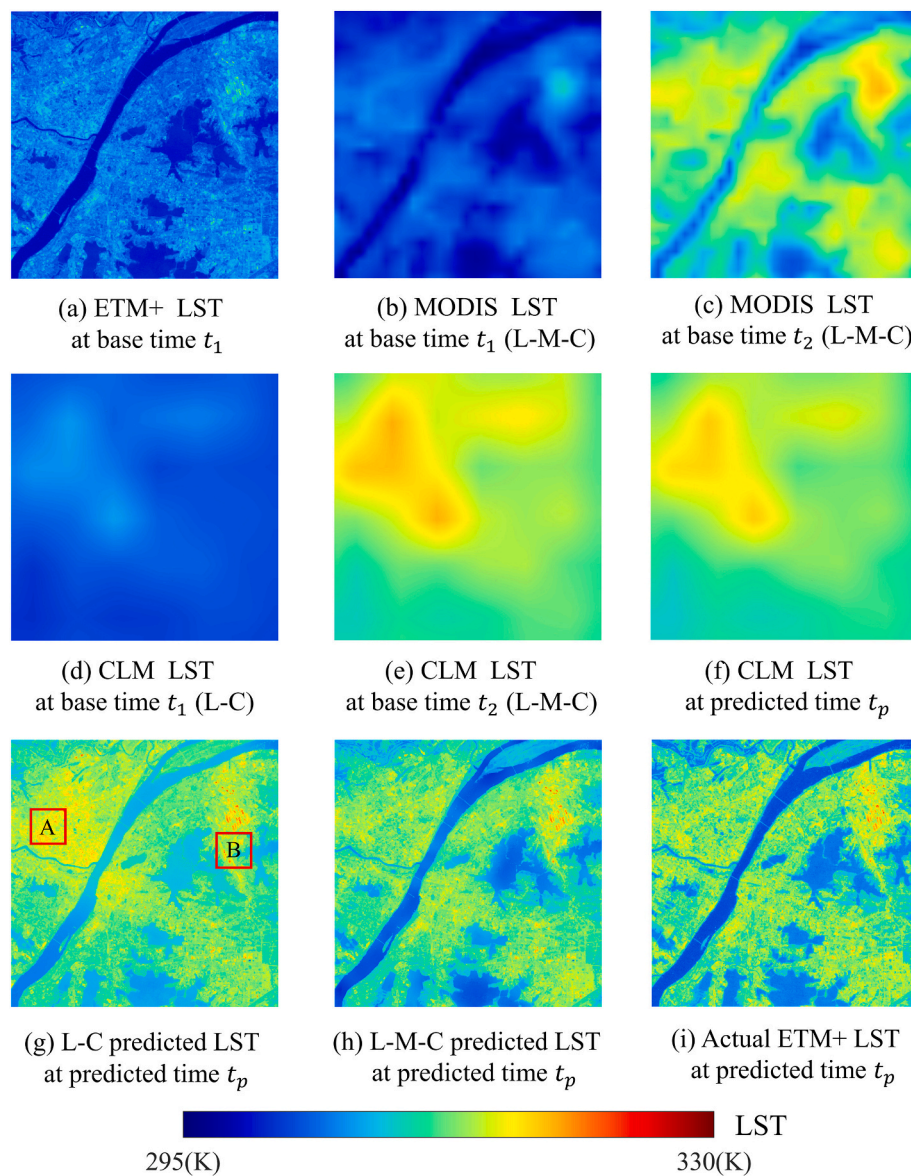 (a) ETM+ LST
at base time t₁
(b) MODIS LST
at base time t₁ (L-M-C)
(c) MODIS LST
at base time t₂ (L-M-C)
(d) CLM LST
at base time t₁ (L-C)
(e) CLM LST
at base time t₂ (L-M-C)
(f) CLM LST
at predicted time tₚ
A
B
(g) L-C predicted LST
at predicted time tₚ
(h) L-M-C predicted LST
at predicted time tₚ
(i) Actual ETM+ LST
at predicted time tₚ
LST
295(K)
330(K)